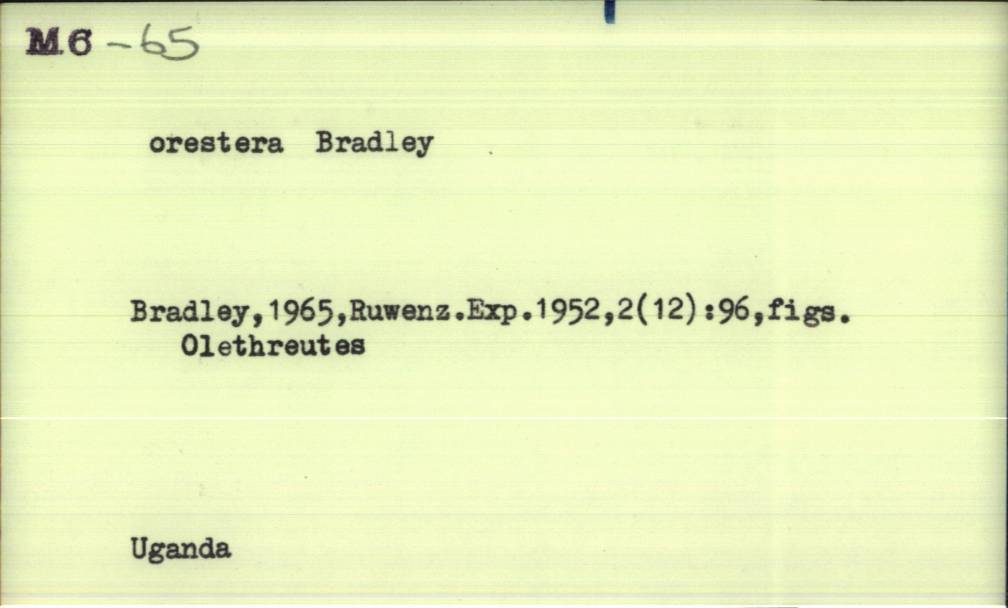 M6 - 65
orestera Bradley
Bradley,1965,Ruwenz.Exp.1952,2(12):96,figs.
Olethreutes
Uganda